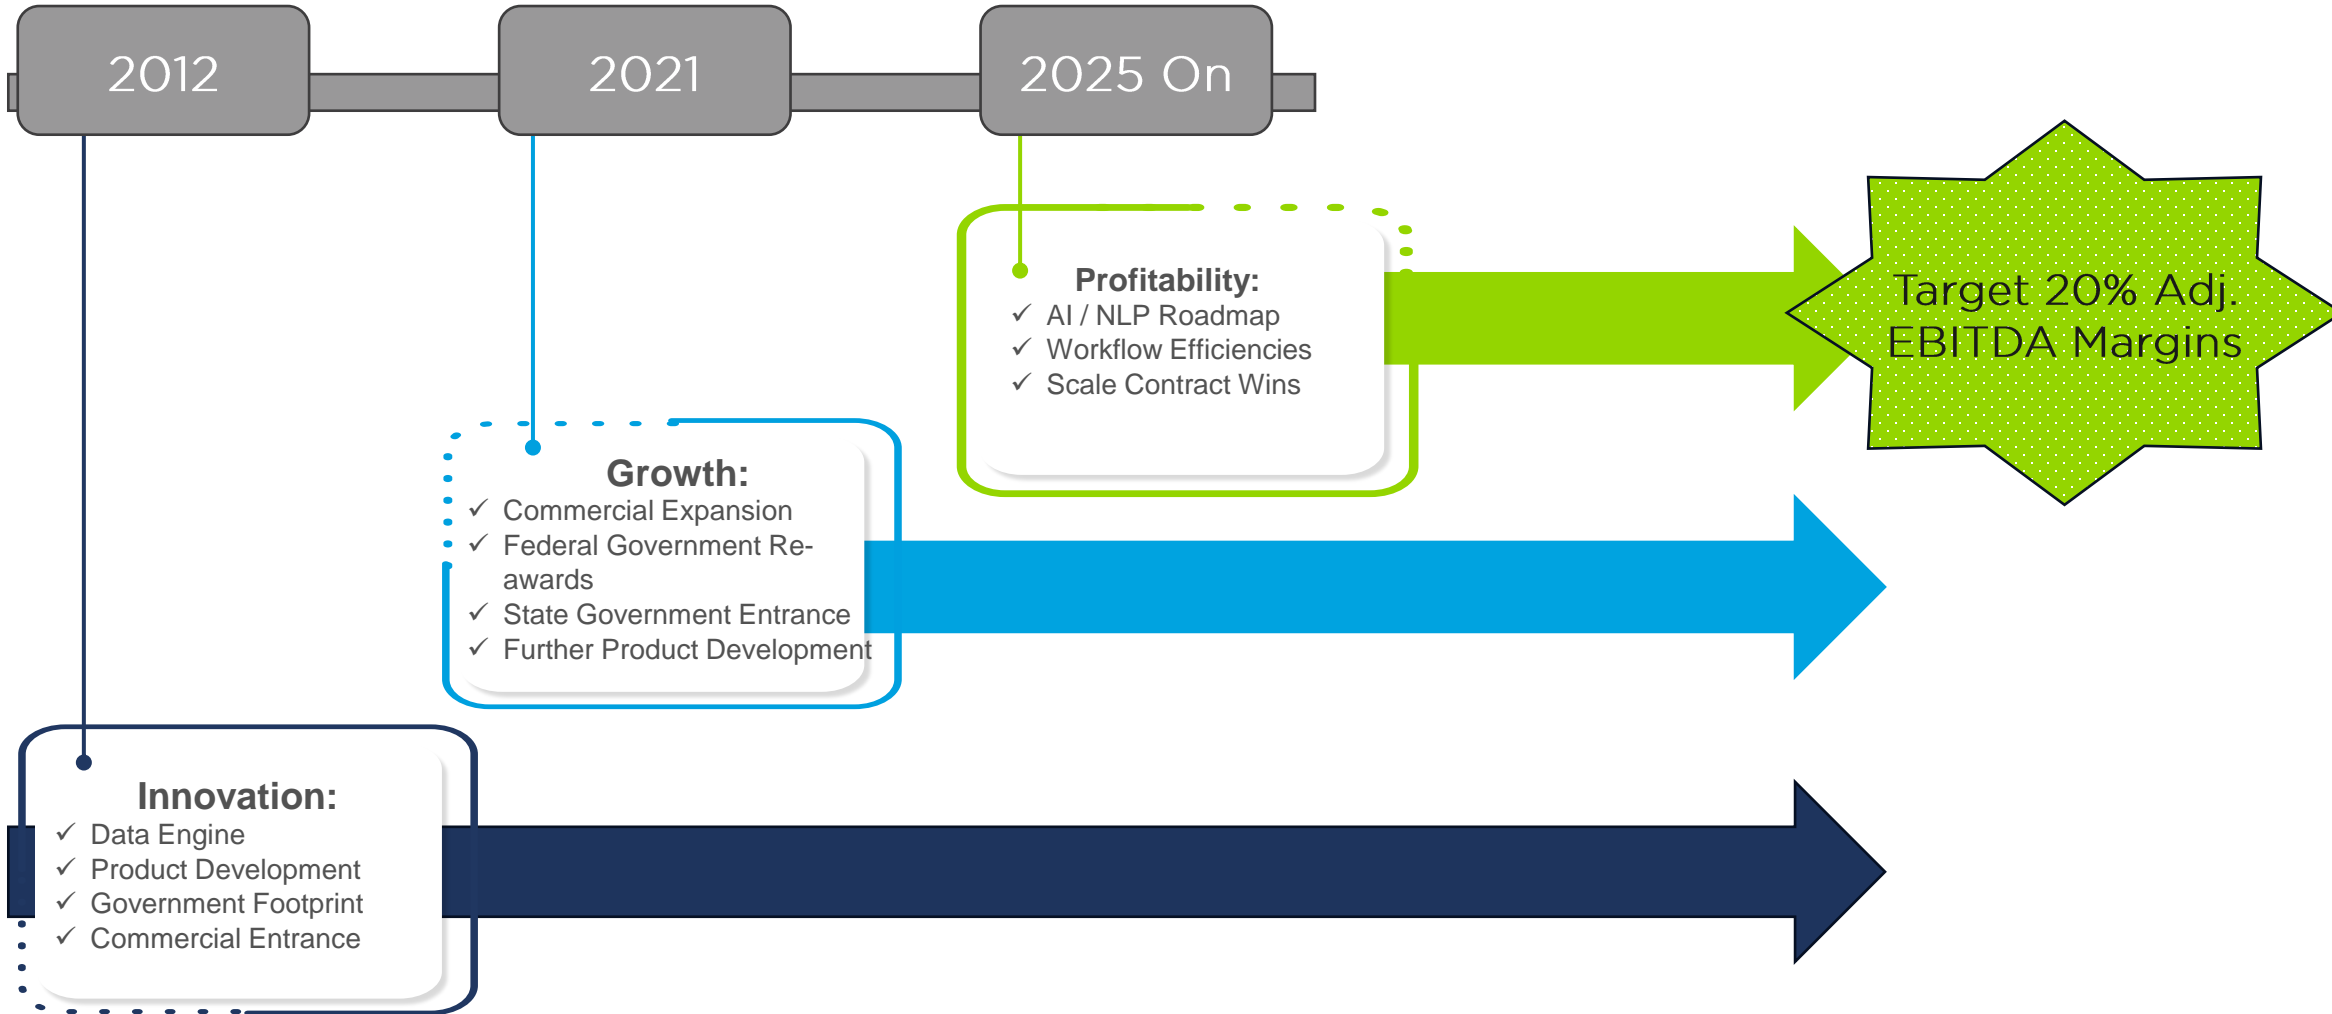 2012
2021
2025 On
Profitability:
✓ AI / NLP Roadmap
✓ Workflow Efficiencies
✓ Scale Contract Wins
Target 20% Adj.
EBITDA Margins
Growth:
✓ Commercial Expansion
✓ Federal Government Re-
awards
✓ State Government Entrance
✓ Further Product Development
Innovation:
✓ Data Engine
✓ Product Development
✓ Government Footprint
✓ Commercial Entrance